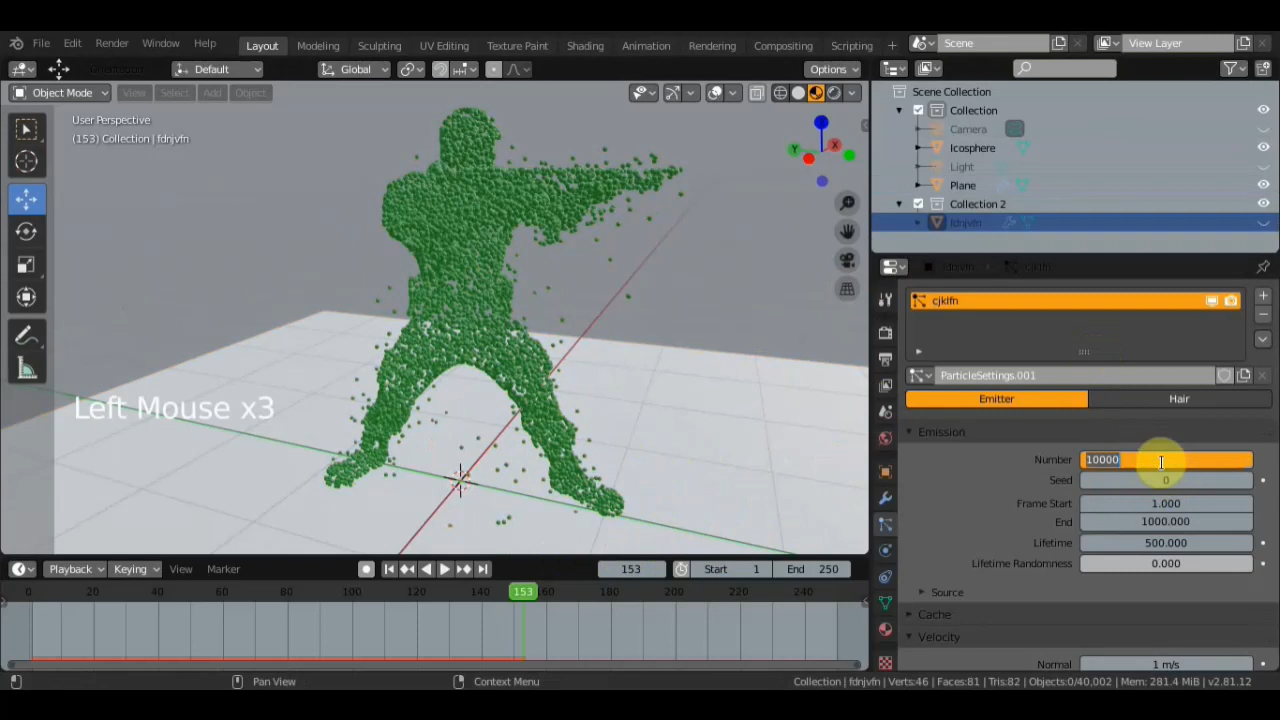 File Edit Render Window Help Layout Modeling Sculpting UV Editing Texture Paint Shading Animation Rendering Compositing Scripting + Scene View Layer
Default Global Options
Object Mode View Select Add Object
User Perspective
(153) Collection | fdnjvfn
Z Y X
Left Mouse x3
Scene Collection
Collection
Camera
Icosphere
Light
Plane
Collection 2
fdnjvfn
cjklfn
ParticleSettings.001
Emitter Hair
Emission
Number 10000
Seed 0
Frame Start 1.000
End 1000.000
Lifetime 500.000
Lifetime Randomness 0.000
Source
Cache
Velocity
Normal 1 m/s
Playback Keying View Marker 153 Start 1 End 250
0 20 40 60 80 100 120 140 153 160 180 200 220 240
Pan View Context Menu Collection | fdnjvfn | Verts:46 | Faces:81 | Tris:82 | Objects:0/40,002 | Mem: 281.4 MiB | v2.81.12